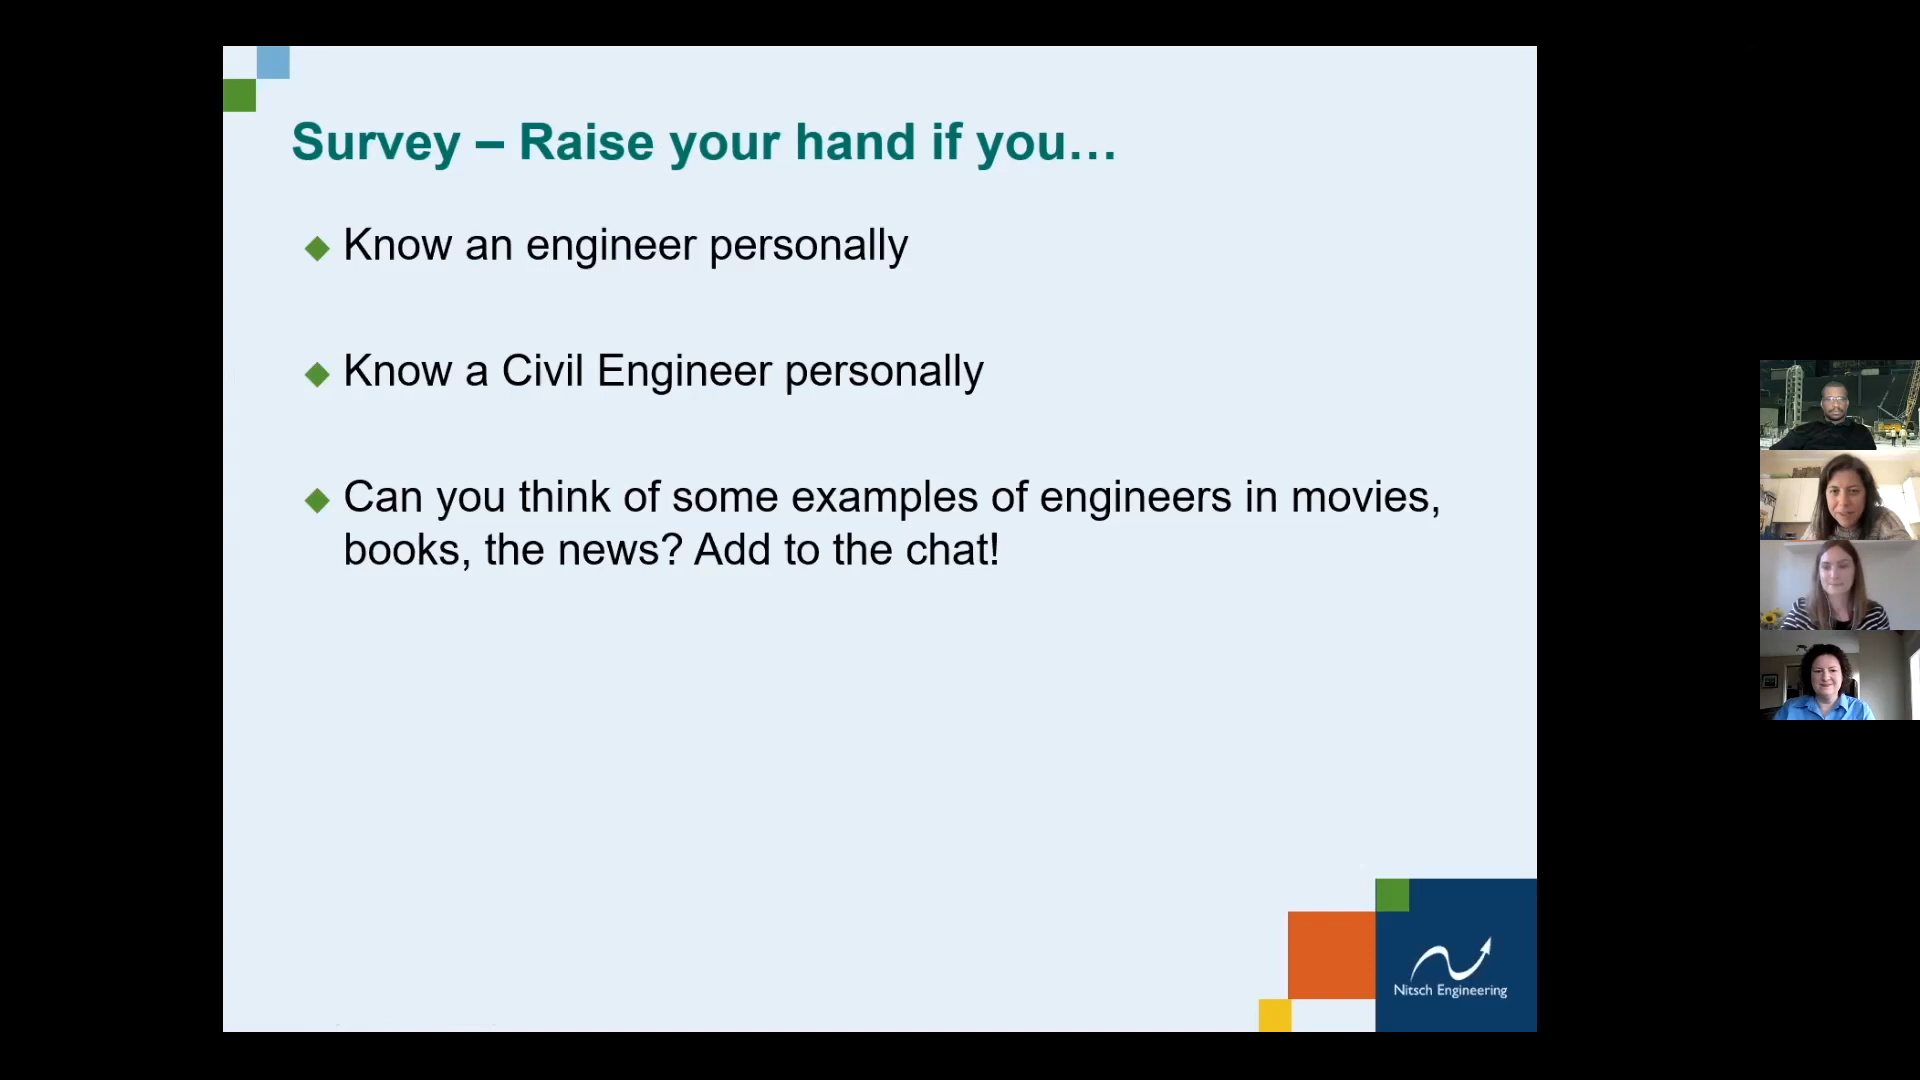 Survey – Raise your hand if you…
Know an engineer personally
Know a Civil Engineer personally
Can you think of some examples of engineers in movies,
books, the news? Add to the chat!
Nitsch Engineering